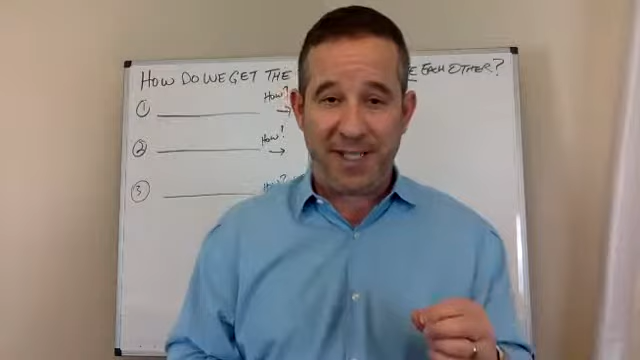 HOW DO WE GET THE EACH OTHER?
① How? →
② How? →
③ How?